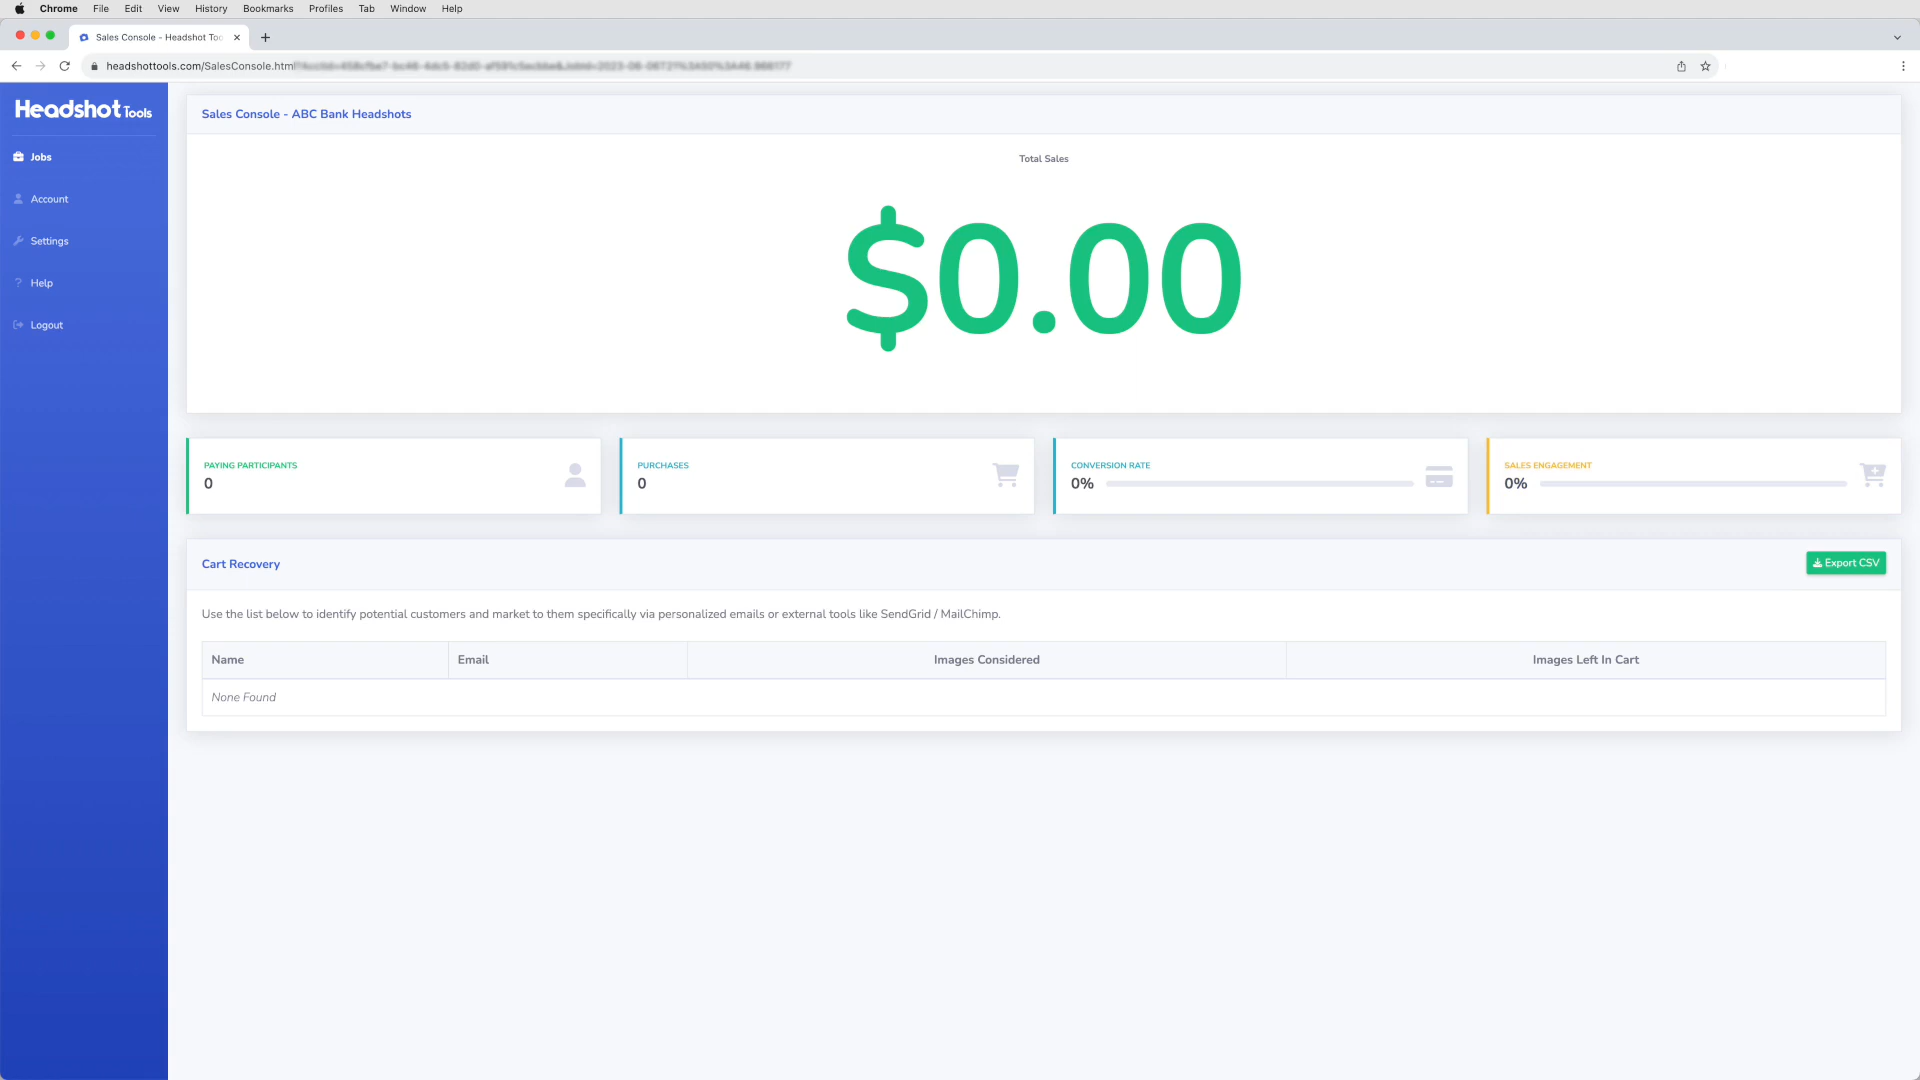 Chrome File Edit View History Bookmarks Profiles Tab Window Help
Sales Console - Headshot Too
headshottools.com/SalesConsole.html
Headshot Tools
Jobs
Account
Settings
Help
Logout
Sales Console - ABC Bank Headshots
Total Sales
$0.00
PAYING PARTICIPANTS
0
PURCHASES
0
CONVERSION RATE
0%
SALES ENGAGEMENT
0%
Cart Recovery
Export CSV
Use the list below to identify potential customers and market to them specifically via personalized emails or external tools like SendGrid / MailChimp.
Name Email Images Considered Images Left In Cart
None Found